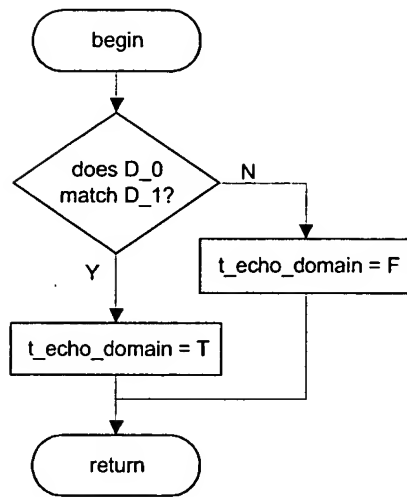 begin
does D_0
match D_1?
N
Y
t_echo_domain = F
t_echo_domain = T
return